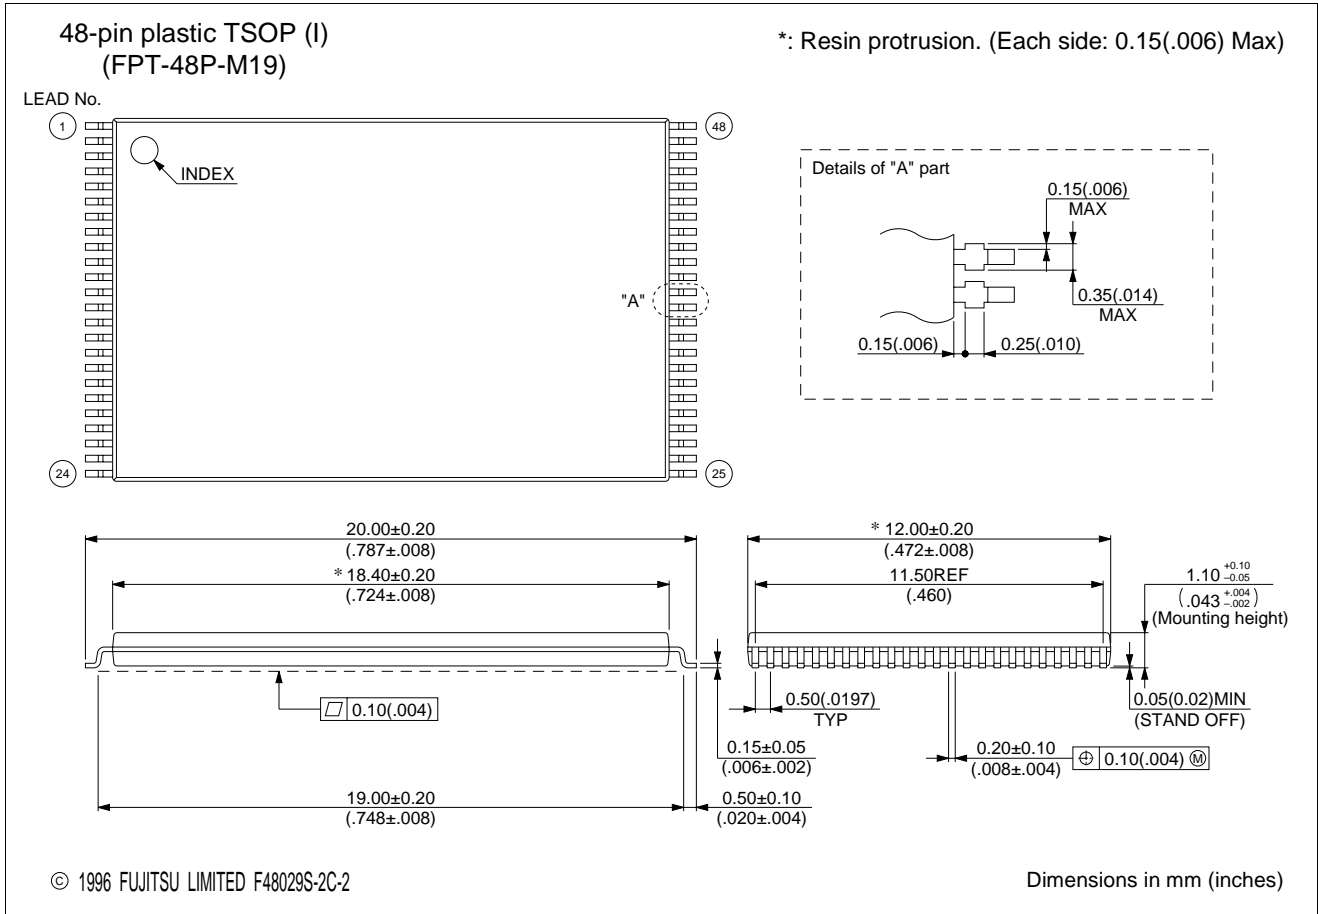 48-pin plastic TSOP (I)
(FPT-48P-M19)
*: Resin protrusion. (Each side: 0.15(.006) Max)
LEAD No.
1
48
INDEX
"A"
24
25
Details of "A" part
0.15(.006)
MAX
0.35(.014)
MAX
0.15(.006)
0.25(.010)
20.00±0.20
(.787±.008)
* 18.40±0.20
(.724±.008)
0.10(.004)
19.00±0.20
(.748±.008)
0.50±0.10
(.020±.004)
0.15±0.05
(.006±.002)
* 12.00±0.20
(.472±.008)
11.50REF
(.460)
1.10 +0.10 –0.05
(.043 +.004 –.002)
(Mounting height)
0.50(.0197)
TYP
0.05(0.02)MIN
(STAND OFF)
0.20±0.10
(.008±.004)
0.10(.004) Ⓜ
© 1996 FUJITSU LIMITED F48029S-2C-2
Dimensions in mm (inches)